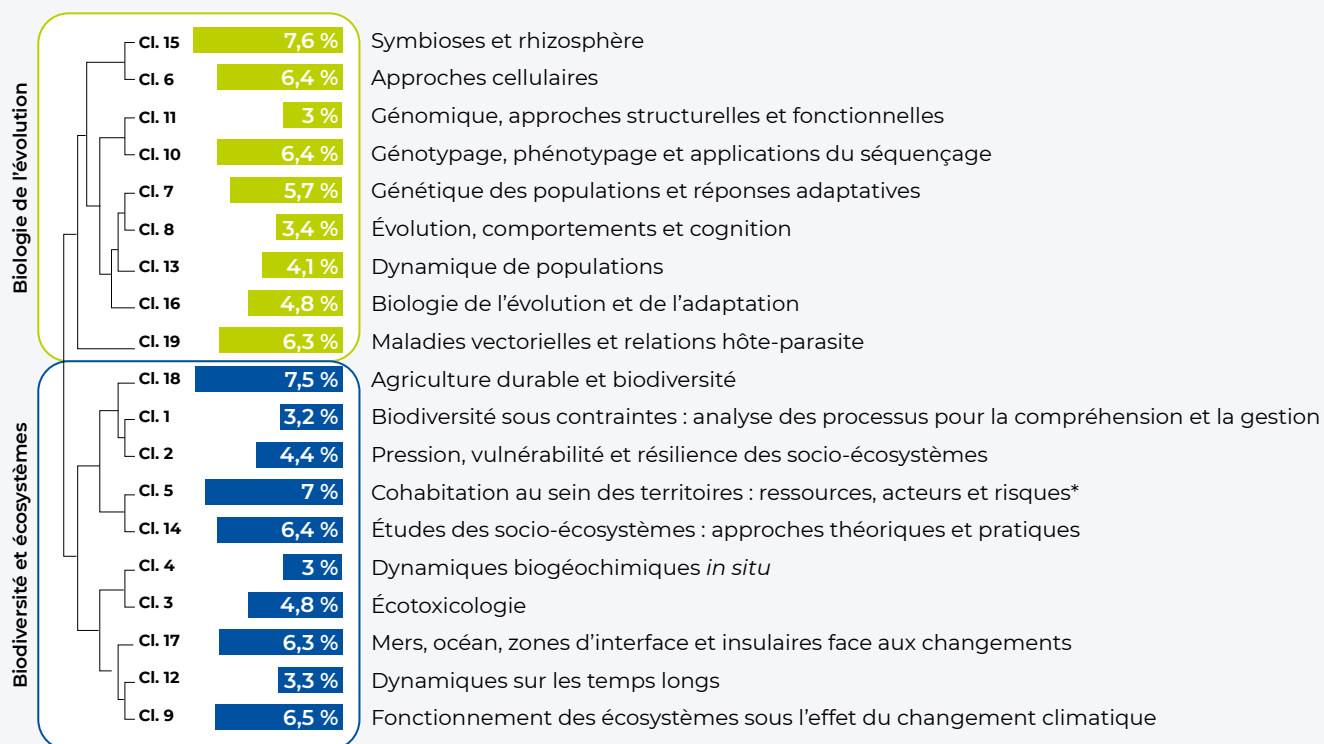 Biologie de l'évolution
Cl. 15 7,6 % Symbioses et rhizosphère
Cl. 6 6,4 % Approches cellulaires
Cl. 11 3 % Génomique, approches structurelles et fonctionnelles
Cl. 10 6,4 % Génotypage, phénotypage et applications du séquençage
Cl. 7 5,7 % Génétique des populations et réponses adaptatives
Cl. 8 3,4 % Évolution, comportements et cognition
Cl. 13 4,1 % Dynamique de populations
Cl. 16 4,8 % Biologie de l'évolution et de l'adaptation
Cl. 19 6,3 % Maladies vectorielles et relations hôte-parasite
Biodiversité et écosystèmes
Cl. 18 7,5 % Agriculture durable et biodiversité
Cl. 1 3,2 % Biodiversité sous contraintes : analyse des processus pour la compréhension et la gestion
Cl. 2 4,4 % Pression, vulnérabilité et résilience des socio-écosystèmes
Cl. 5 7 % Cohabitation au sein des territoires : ressources, acteurs et risques*
Cl. 14 6,4 % Études des socio-écosystèmes : approches théoriques et pratiques
Cl. 4 3 % Dynamiques biogéochimiques in situ
Cl. 3 4,8 % Écotoxicologie
Cl. 17 6,3 % Mers, océan, zones d'interface et insulaires face aux changements
Cl. 12 3,3 % Dynamiques sur les temps longs
Cl. 9 6,5 % Fonctionnement des écosystèmes sous l'effet du changement climatique